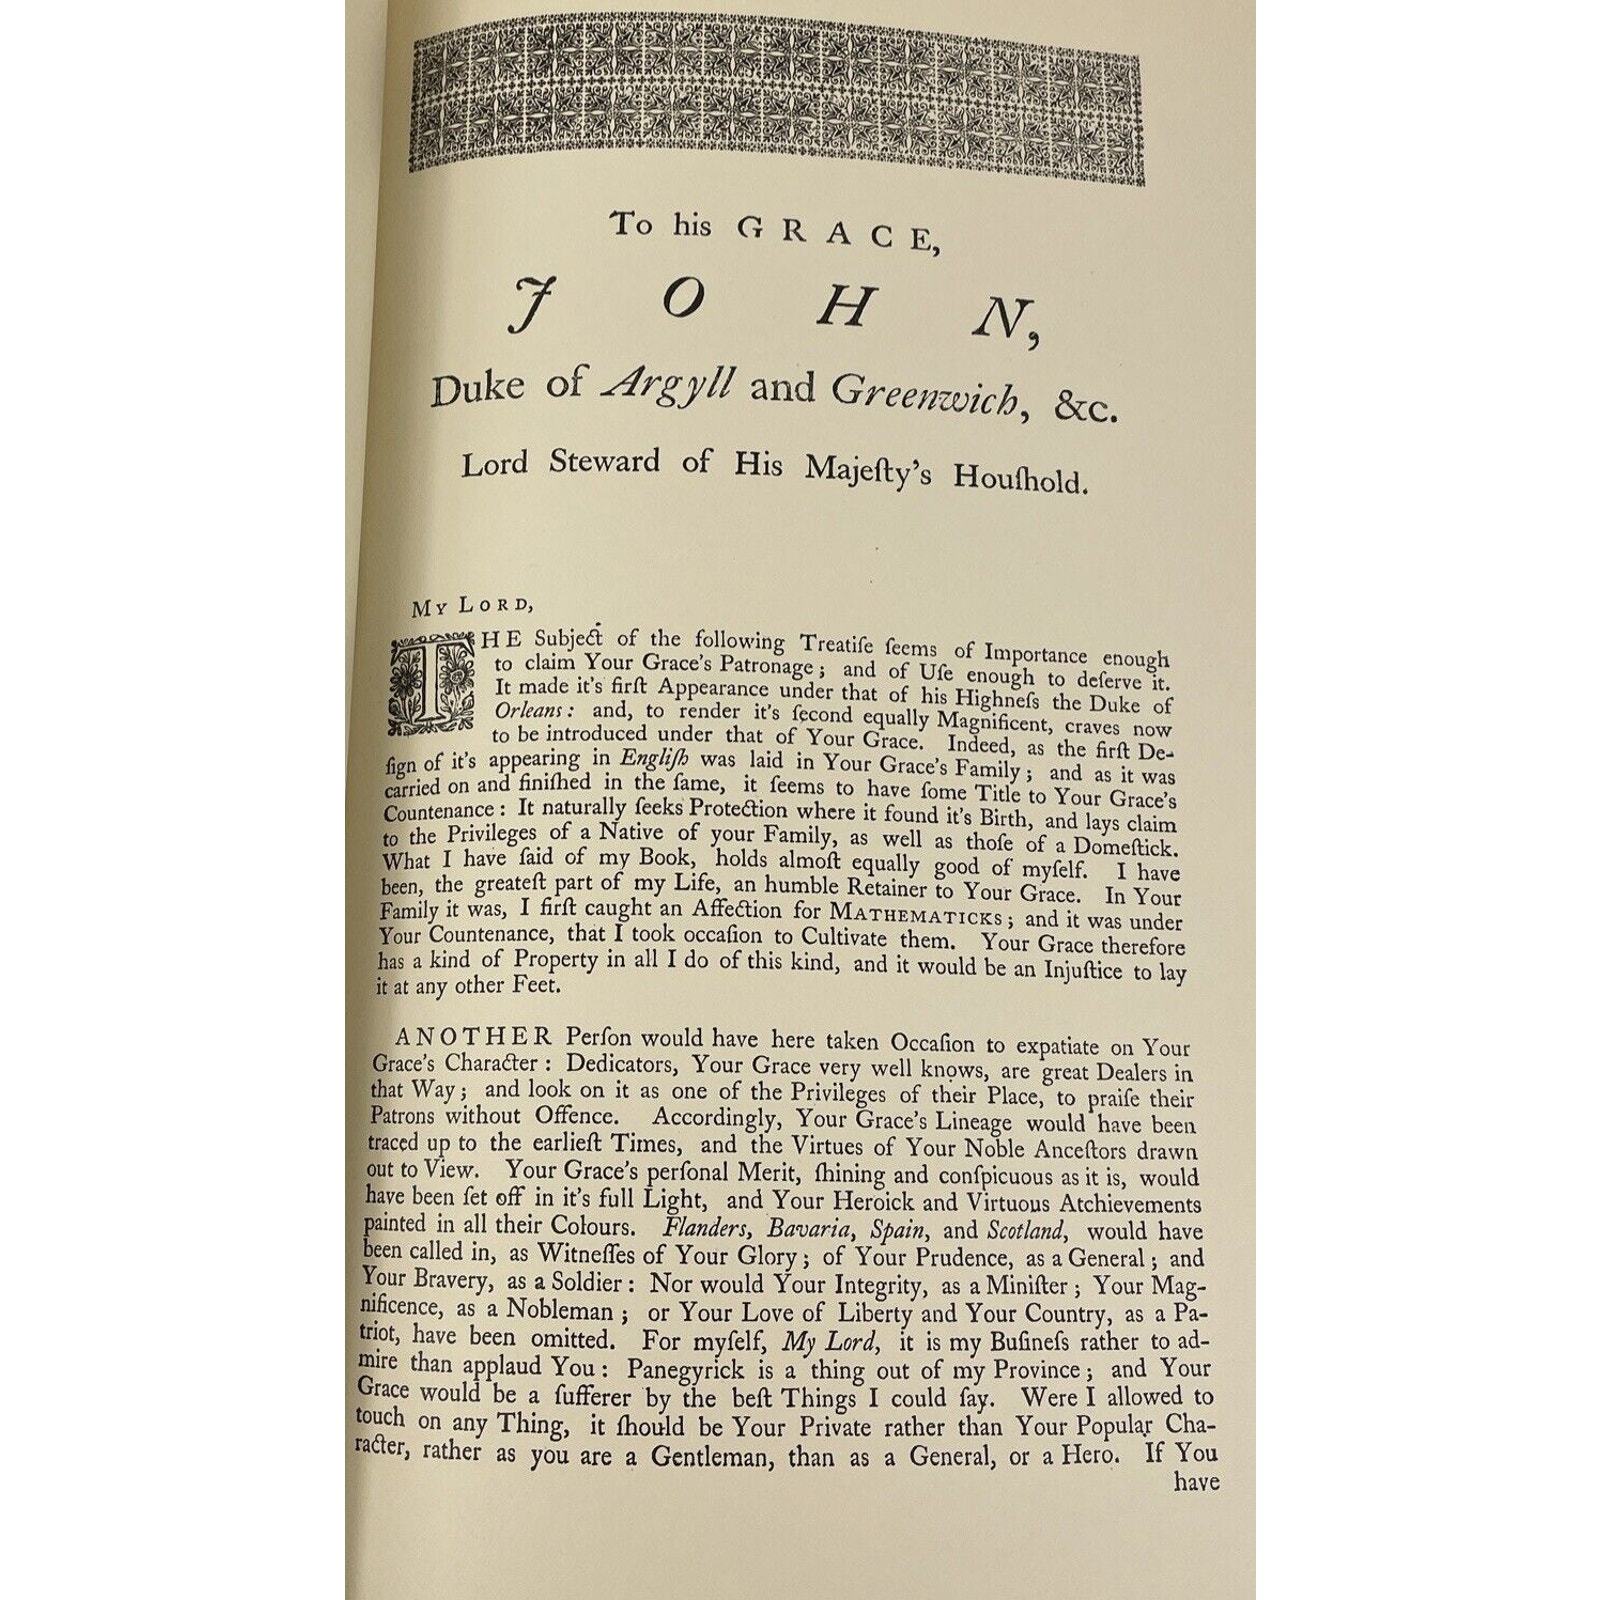 To his GRACE,
JOHN,
Duke of Argyll and Greenwich, &c.
Lord Steward of His Majeſty's Houſhold.
MY LORD,
THE Subject of the following Treatiſe ſeems of Importance enough
to claim Your Grace's Patronage; and of Uſe enough to deſerve it.
It made it's firſt Appearance under that of his Highneſs the Duke of
Orleans: and, to render it's ſecond equally Magnificent, craves now
to be introduced under that of Your Grace. Indeed, as the firſt De-
ſign of it's appearing in Engliſh was laid in Your Grace's Family; and as it was
carried on and finiſhed in the ſame, it ſeems to have ſome Title to Your Grace's
Countenance: It naturally ſeeks Protection where it found it's Birth, and lays claim
to the Privileges of a Native of your Family, as well as thoſe of a Domeſtick.
What I have ſaid of my Book, holds almoſt equally good of myſelf. I have
been, the greateſt part of my Life, an humble Retainer to Your Grace. In Your
Family it was, I firſt caught an Affection for MATHEMATICKS; and it was under
Your Countenance, that I took occaſion to Cultivate them. Your Grace therefore
has a kind of Property in all I do of this kind, and it would be an Injuſtice to lay
it at any other Feet.
ANOTHER Perſon would have here taken Occaſion to expatiate on Your
Grace's Character: Dedicators, Your Grace very well knows, are great Dealers in
that Way; and look on it as one of the Privileges of their Place, to praiſe their
Patrons without Offence. Accordingly, Your Grace's Lineage would have been
traced up to the earlieſt Times, and the Virtues of Your Noble Anceſtors drawn
out to View. Your Grace's perſonal Merit, ſhining and conſpicuous as it is, would
have been ſet off in it's full Light, and Your Heroick and Virtuous Atchievements
painted in all their Colours. Flanders, Bavaria, Spain, and Scotland, would have
been called in, as Witneſſes of Your Glory; of Your Prudence, as a General; and
Your Bravery, as a Soldier: Nor would Your Integrity, as a Miniſter; Your Mag-
nificence, as a Nobleman; or Your Love of Liberty and Your Country, as a Pa-
triot, have been omitted. For myſelf, My Lord, it is my Buſineſs rather to ad-
mire than applaud You: Panegyrick is a thing out of my Province; and Your
Grace would be a ſufferer by the beſt Things I could ſay. Were I allowed to
touch on any Thing, it ſhould be Your Private rather than Your Popular Cha-
racter, rather as you are a Gentleman, than as a General, or a Hero. If You
have